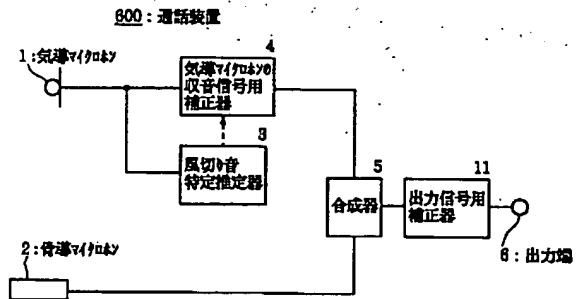 600：通話装置
1：気導マイクロホン
4
気導マイクロホンの
収音信号用
補正器
3
風切り音
特定推定器
5
合成器
11
出力信号用
補正器
6：出力端
2：骨導マイクロホン